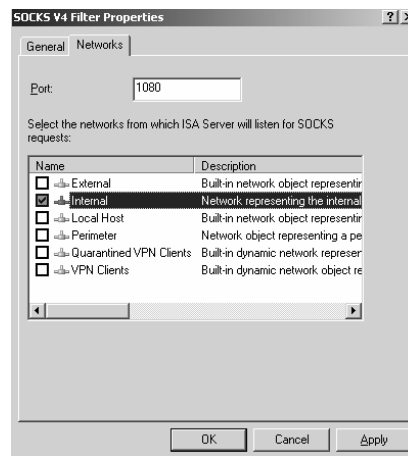 SOCKS V4 Filter Properties
General Networks
Port: 1080
Select the networks from which ISA Server will listen for SOCKS
requests:
Name Description
External Built-in network object representin
Internal Network representing the internal
Local Host Built-in network object representin
Perimeter Network object representing a pe
Quarantined VPN Clients Built-in dynamic network represer
VPN Clients Built-in dynamic network object re
OK Cancel Apply